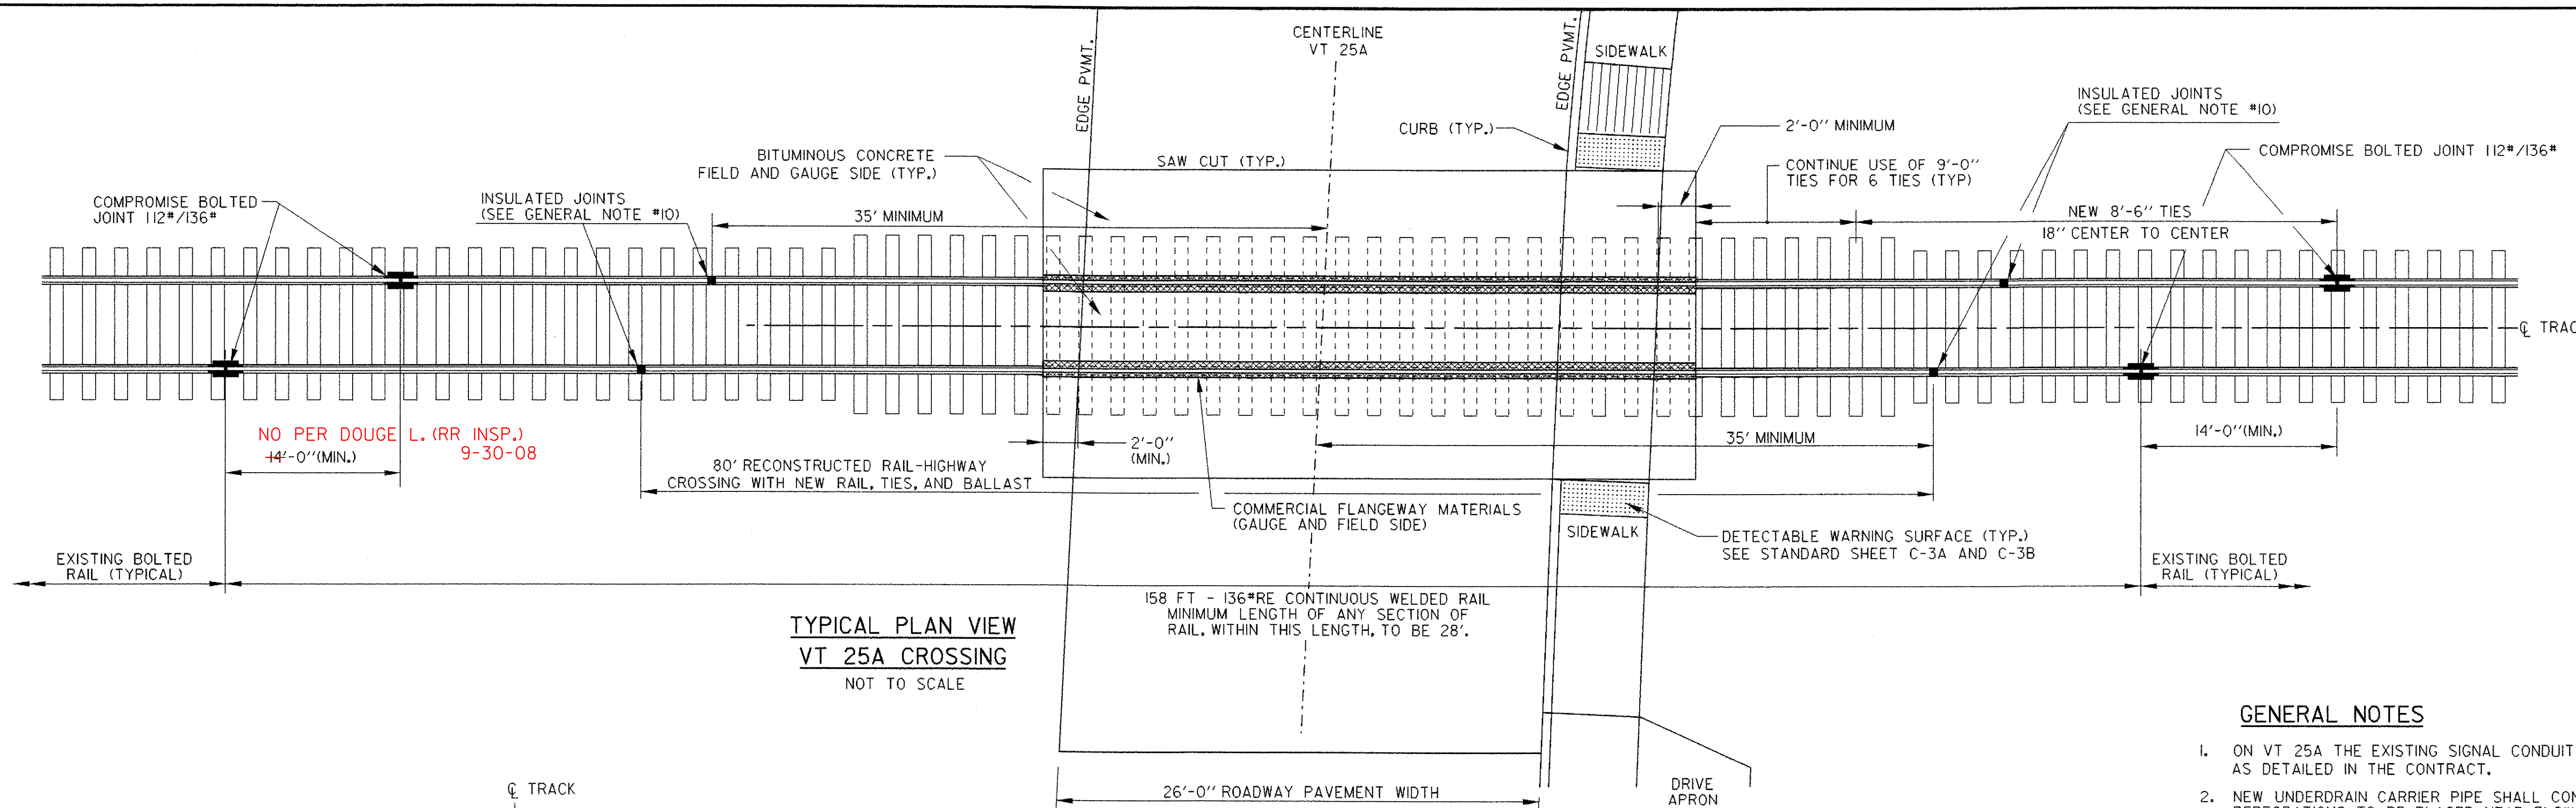 CENTERLINE
VT 25A
EDGE PVMT.
EDGE PVMT.
SIDEWALK
CURB (TYP.)
2'-0" MINIMUM
INSULATED JOINTS
(SEE GENERAL NOTE #10)
COMPROMISE BOLTED JOINT 112#/136#
BITUMINOUS CONCRETE
FIELD AND GAUGE SIDE (TYP.)
SAW CUT (TYP.)
CONTINUE USE OF 9'-0"
TIES FOR 6 TIES (TYP)
COMPROMISE BOLTED
JOINT 112#/136#
INSULATED JOINTS
(SEE GENERAL NOTE #10)
35' MINIMUM
NEW 8'-6" TIES
18" CENTER TO CENTER
℄ TRAC
NO PER DOUGE L. (RR INSP.)
9-30-08
14'-0"(MIN.)
2'-0"
(MIN.)
35' MINIMUM
14'-0"(MIN.)
80' RECONSTRUCTED RAIL-HIGHWAY
CROSSING WITH NEW RAIL, TIES, AND BALLAST
COMMERCIAL FLANGEWAY MATERIALS
(GAUGE AND FIELD SIDE)
SIDEWALK
DETECTABLE WARNING SURFACE (TYP.)
SEE STANDARD SHEET C-3A AND C-3B
EXISTING BOLTED
RAIL (TYPICAL)
EXISTING BOLTED
RAIL (TYPICAL)
158 FT - 136#RE CONTINUOUS WELDED RAIL
MINIMUM LENGTH OF ANY SECTION OF
RAIL, WITHIN THIS LENGTH, TO BE 28'.
TYPICAL PLAN VIEW
VT 25A CROSSING
NOT TO SCALE
GENERAL NOTES
1. ON VT 25A THE EXISTING SIGNAL CONDUIT
AS DETAILED IN THE CONTRACT.
2. NEW UNDERDRAIN CARRIER PIPE SHALL CON
℄ TRACK
26'-0" ROADWAY PAVEMENT WIDTH
DRIVE
APRON